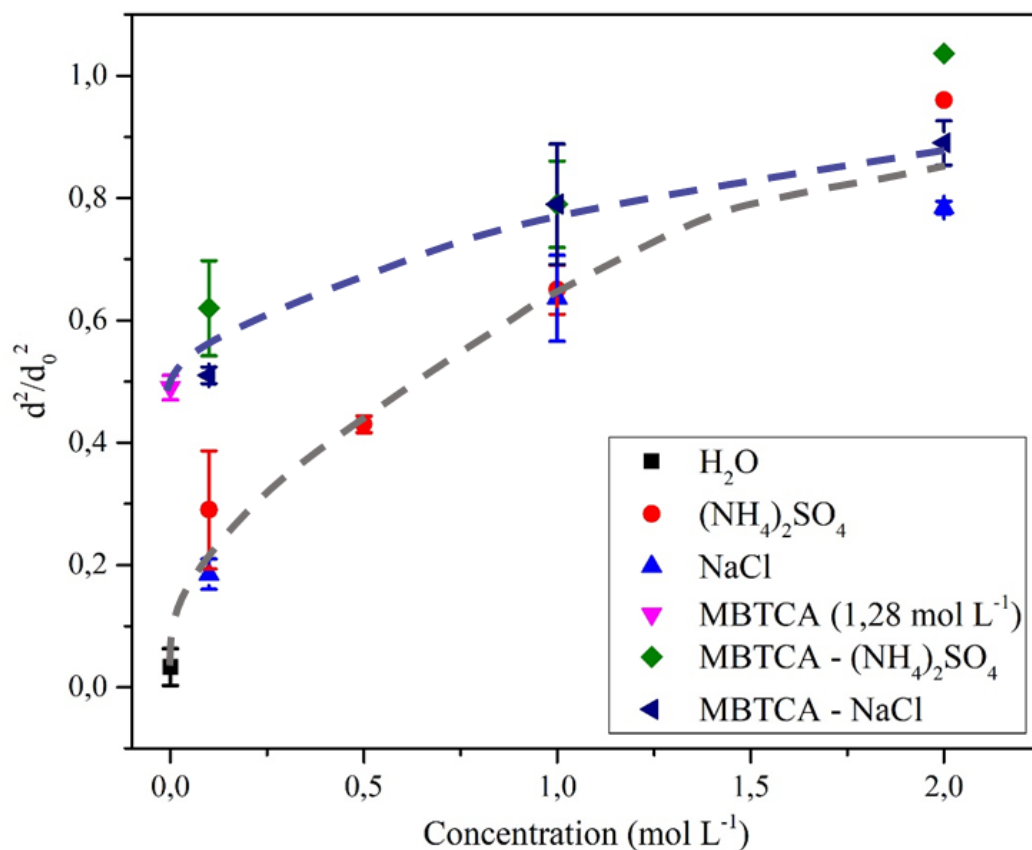 d²/d₀²
1,0
0,8
0,6
0,4
0,2
0,0
H₂O
(NH₄)₂SO₄
NaCl
MBTCA (1,28 mol L⁻¹)
MBTCA - (NH₄)₂SO₄
MBTCA - NaCl
0,0 0,5 1,0 1,5 2,0
Concentration (mol L⁻¹)